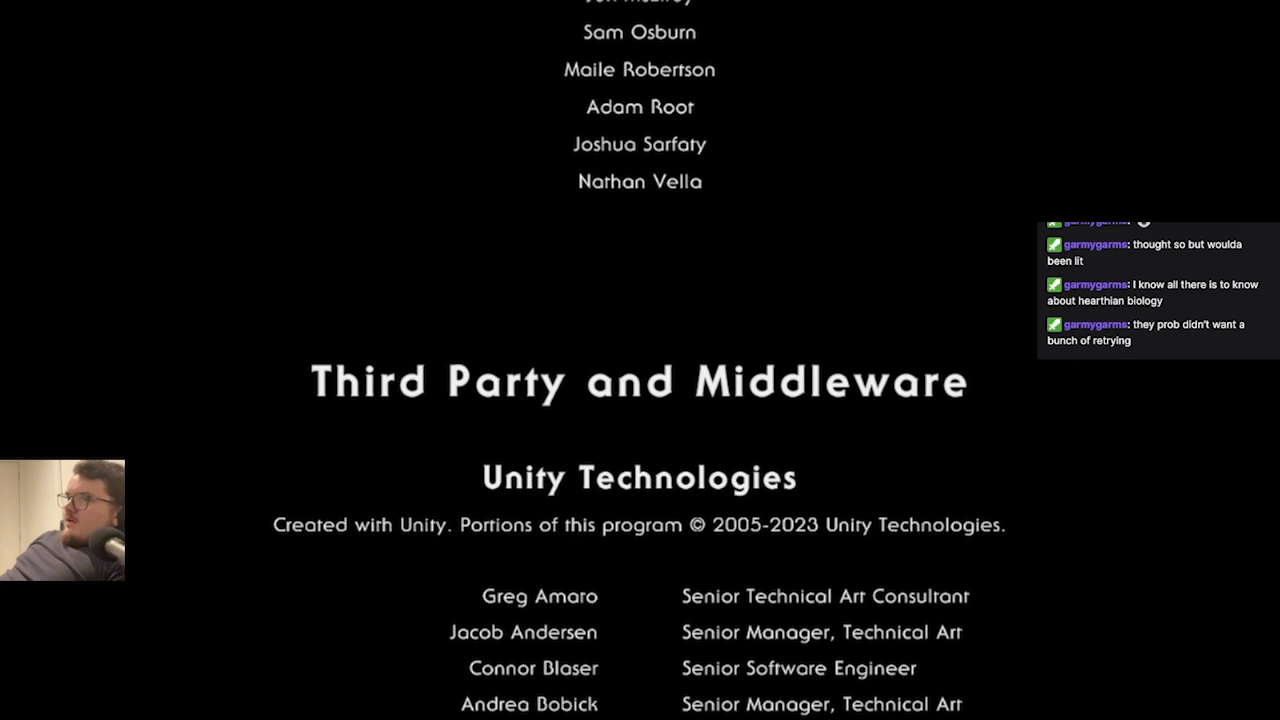 Sam Osburn
Maile Robertson
Adam Root
Joshua Sarfaty
Nathan Vella
garmygarms:
garmygarms: thought so but woulda
been lit
garmygarms: I know all there is to know
about hearthian biology
garmygarms: they prob didn't want a
bunch of retrying
Third Party and Middleware
Unity Technologies
Created with Unity. Portions of this program © 2005-2023 Unity Technologies.
Greg Amaro Senior Technical Art Consultant
Jacob Andersen Senior Manager, Technical Art
Connor Blaser Senior Software Engineer
Andrea Bobick Senior Manager, Technical Art